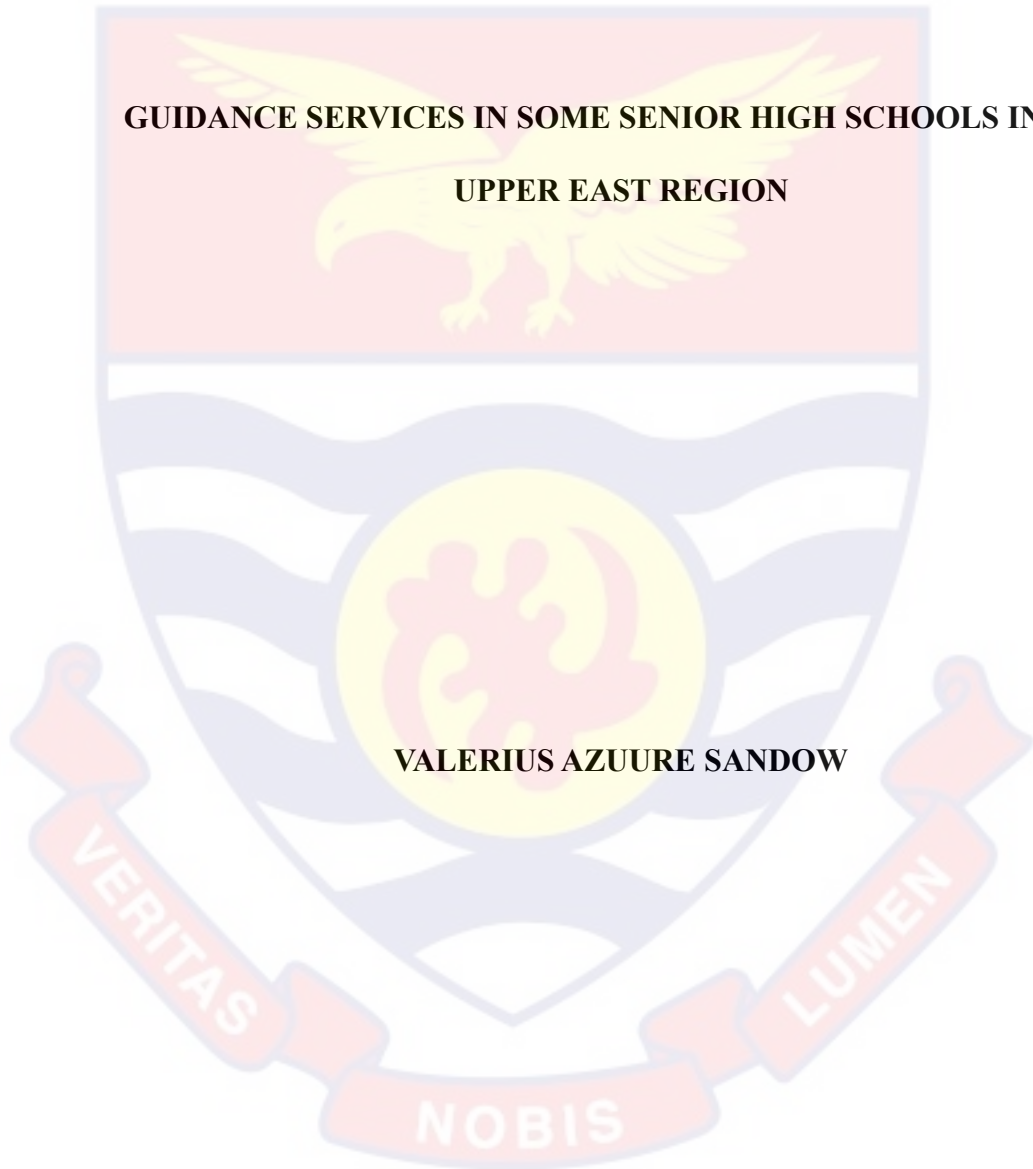 GUIDANCE SERVICES IN SOME SENIOR HIGH SCHOOLS IN
UPPER EAST REGION
VALERIUS AZUURE SANDOW
VERITAS
NOBIS
LUMEN